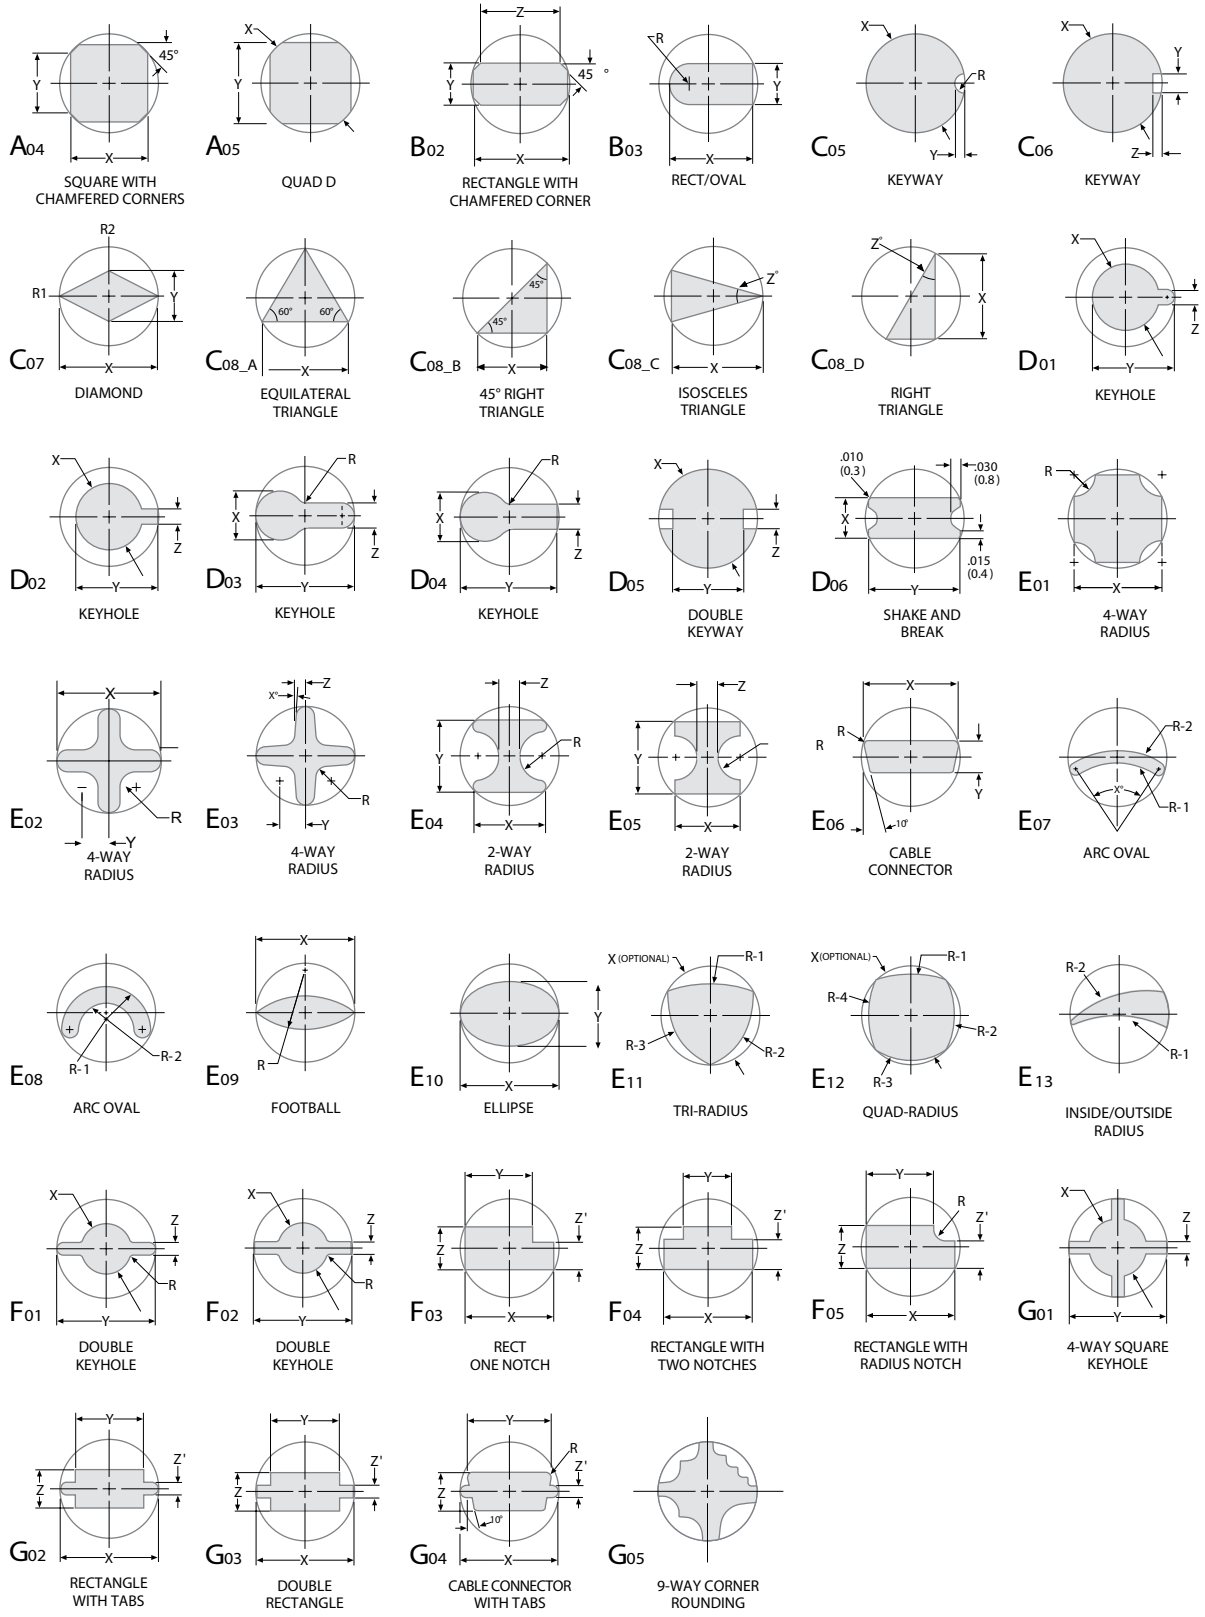 X
Y
45°
X
A04
SQUARE WITH
CHAMFERED CORNERS
X
Y
A05
QUAD D
Z
Y
45 °
X
B02
RECTANGLE WITH
CHAMFERED CORNER
R
Y
X
B03
RECT/OVAL
X
R
Y
C05
KEYWAY
X
Y
Z
C06
KEYWAY
R2
R1
Y
X
C07
DIAMOND
60°
60°
X
C08_A
EQUILATERAL
TRIANGLE
45°
45°
X
C08_B
45° RIGHT
TRIANGLE
Z°
X
C08_C
ISOSCELES
TRIANGLE
Z°
X
C08_D
RIGHT
TRIANGLE
X
Z
Y
D01
KEYHOLE
X
Z
Y
D02
KEYHOLE
R
X
Z
Y
D03
KEYHOLE
R
X
Z
Y
D04
KEYHOLE
X
Z
Y
D05
DOUBLE
KEYWAY
.010
(0.3)
.030
(0.8)
X
.015
(0.4)
Y
D06
SHAKE AND
BREAK
R
X
E01
4-WAY
RADIUS
X
R
Y
E02
4-WAY
RADIUS
Z
X°
R
Y
E03
4-WAY
RADIUS
Z
R
Y
X
E04
2-WAY
RADIUS
Z
Y
X
E05
2-WAY
RADIUS
X
R
R
Y
10°
E06
CABLE
CONNECTOR
R-2
X°
R-1
E07
ARC OVAL
R-2
R-1
E08
ARC OVAL
X
R
E09
FOOTBALL
Y
X
E10
ELLIPSE
X (OPTIONAL)
R-1
R-3
R-2
E11
TRI-RADIUS
X (OPTIONAL)
R-1
R-4
R-2
R-3
E12
QUAD-RADIUS
R-2
R-1
E13
INSIDE/OUTSIDE
RADIUS
X
Z
R
Y
F01
DOUBLE
KEYHOLE
X
Z
R
Y
F02
DOUBLE
KEYHOLE
Y
Z'
Z
X
F03
RECT
ONE NOTCH
Y
Z'
Z
X
F04
RECTANGLE WITH
TWO NOTCHES
Y
R
Z'
Z
X
F05
RECTANGLE WITH
RADIUS NOTCH
X
Z
Y
G01
4-WAY SQUARE
KEYHOLE
Y
Z'
Z
X
G02
RECTANGLE
WITH TABS
Y
Z'
Z
X
G03
DOUBLE
RECTANGLE
Y
R
Z'
Z
10°
X
G04
CABLE CONNECTOR
WITH TABS
G05
9-WAY CORNER
ROUNDING